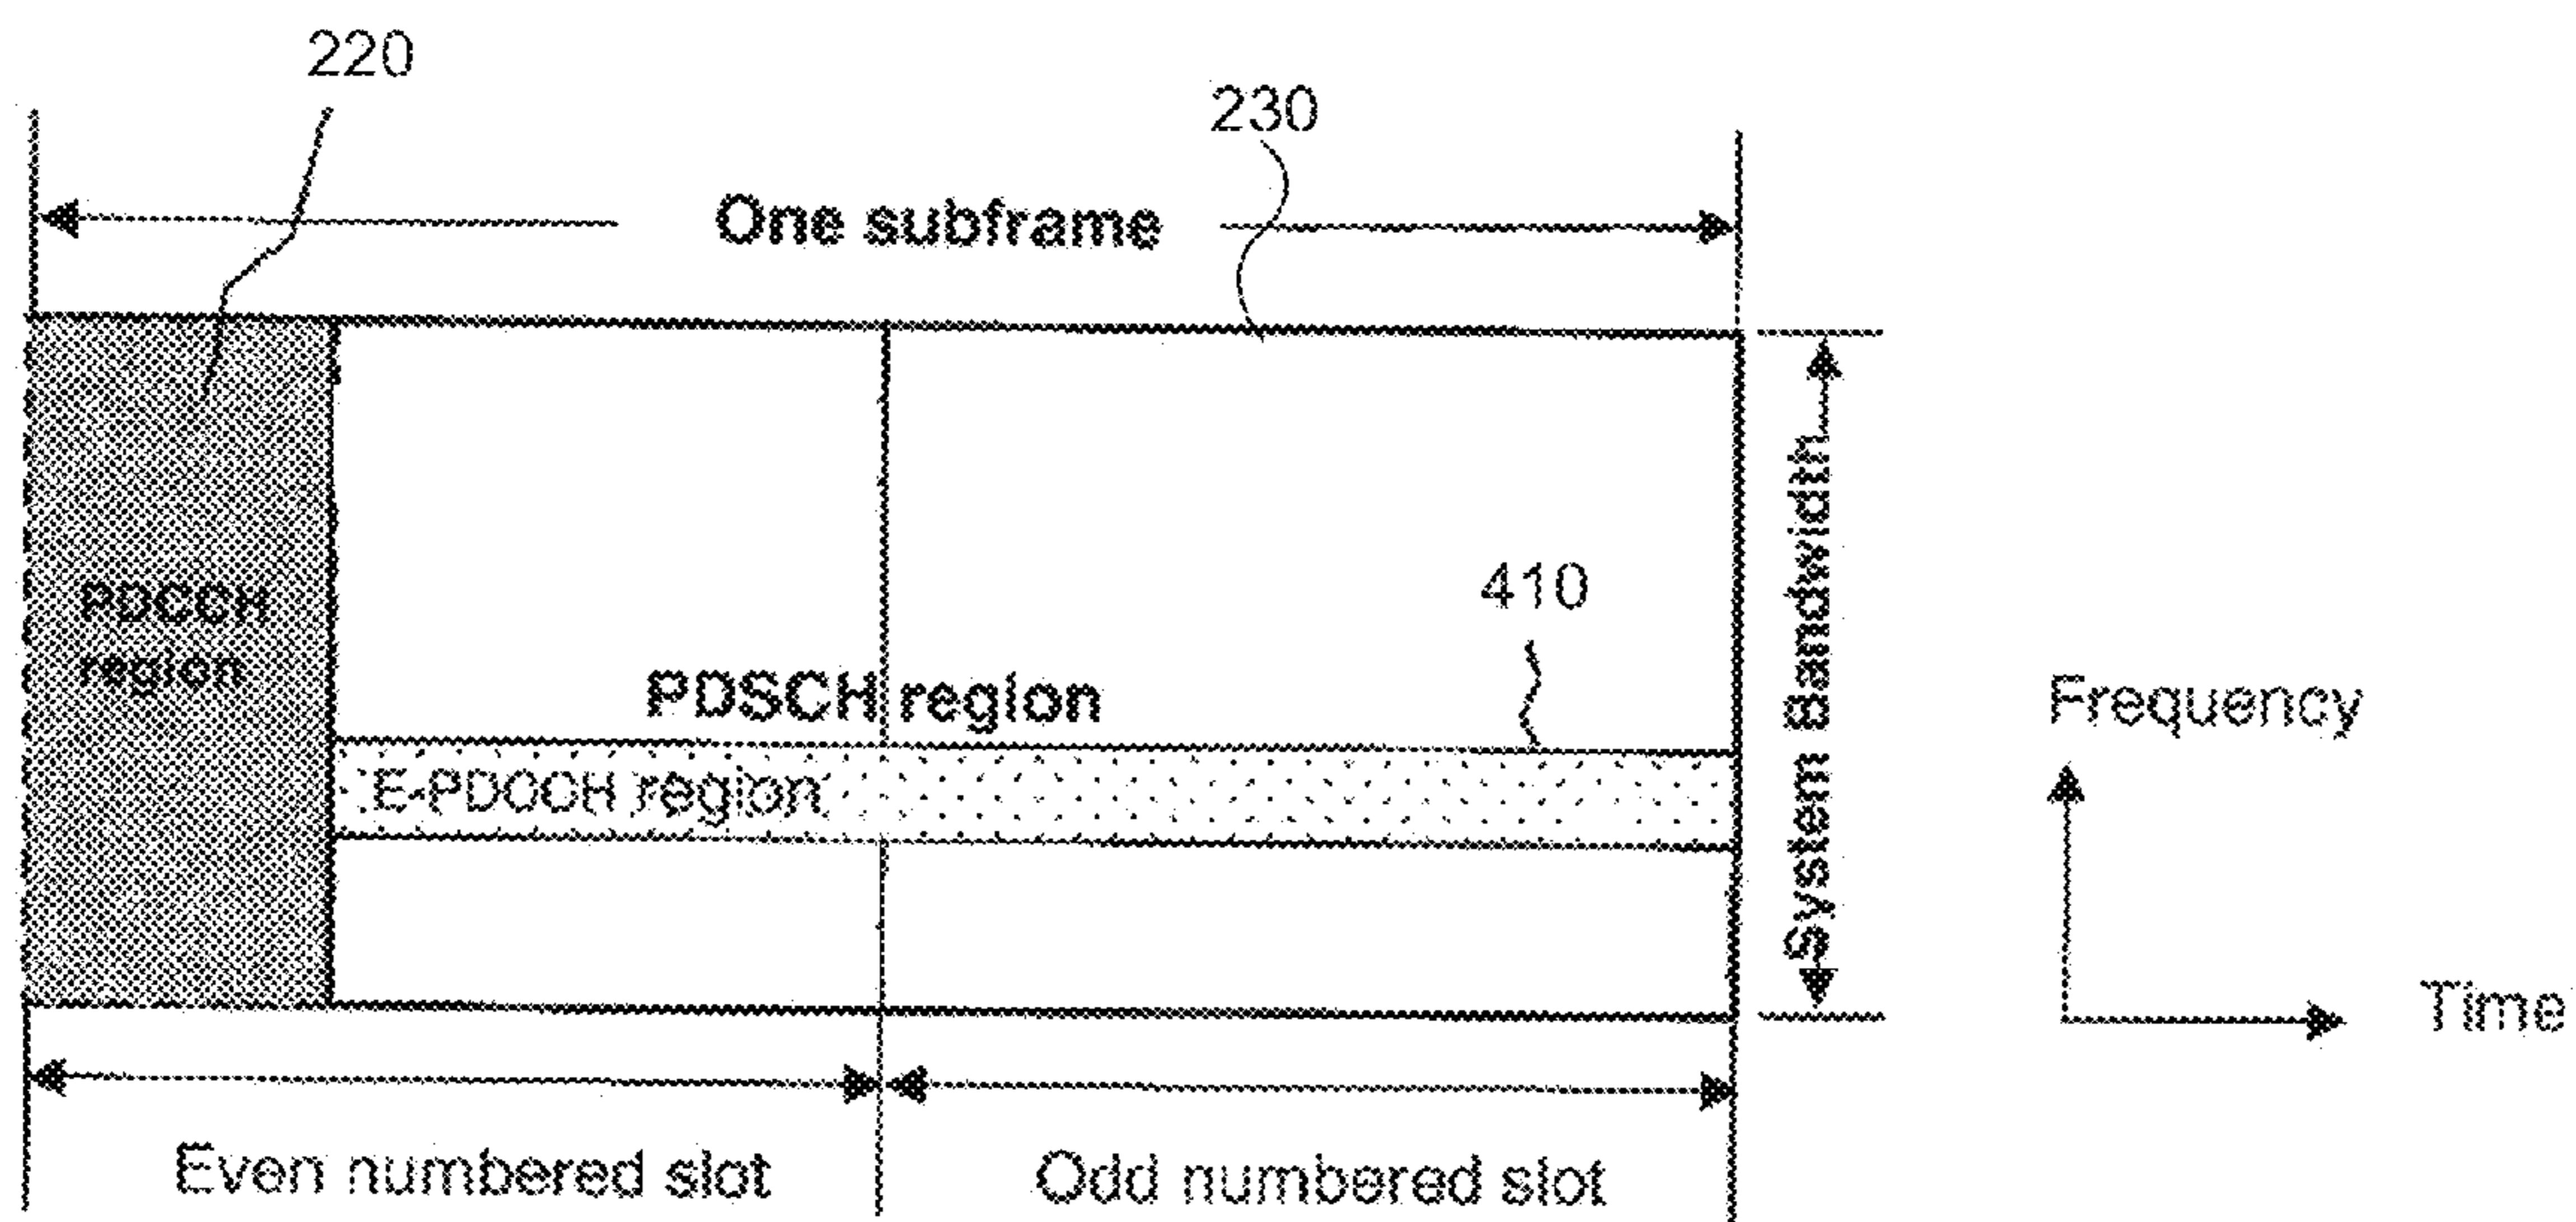 220
230
One subframe
PDCCH
region
410
PDSCH region
E-PDCCH region
System Bandwidth
Frequency
Time
Even numbered slot
Odd numbered slot